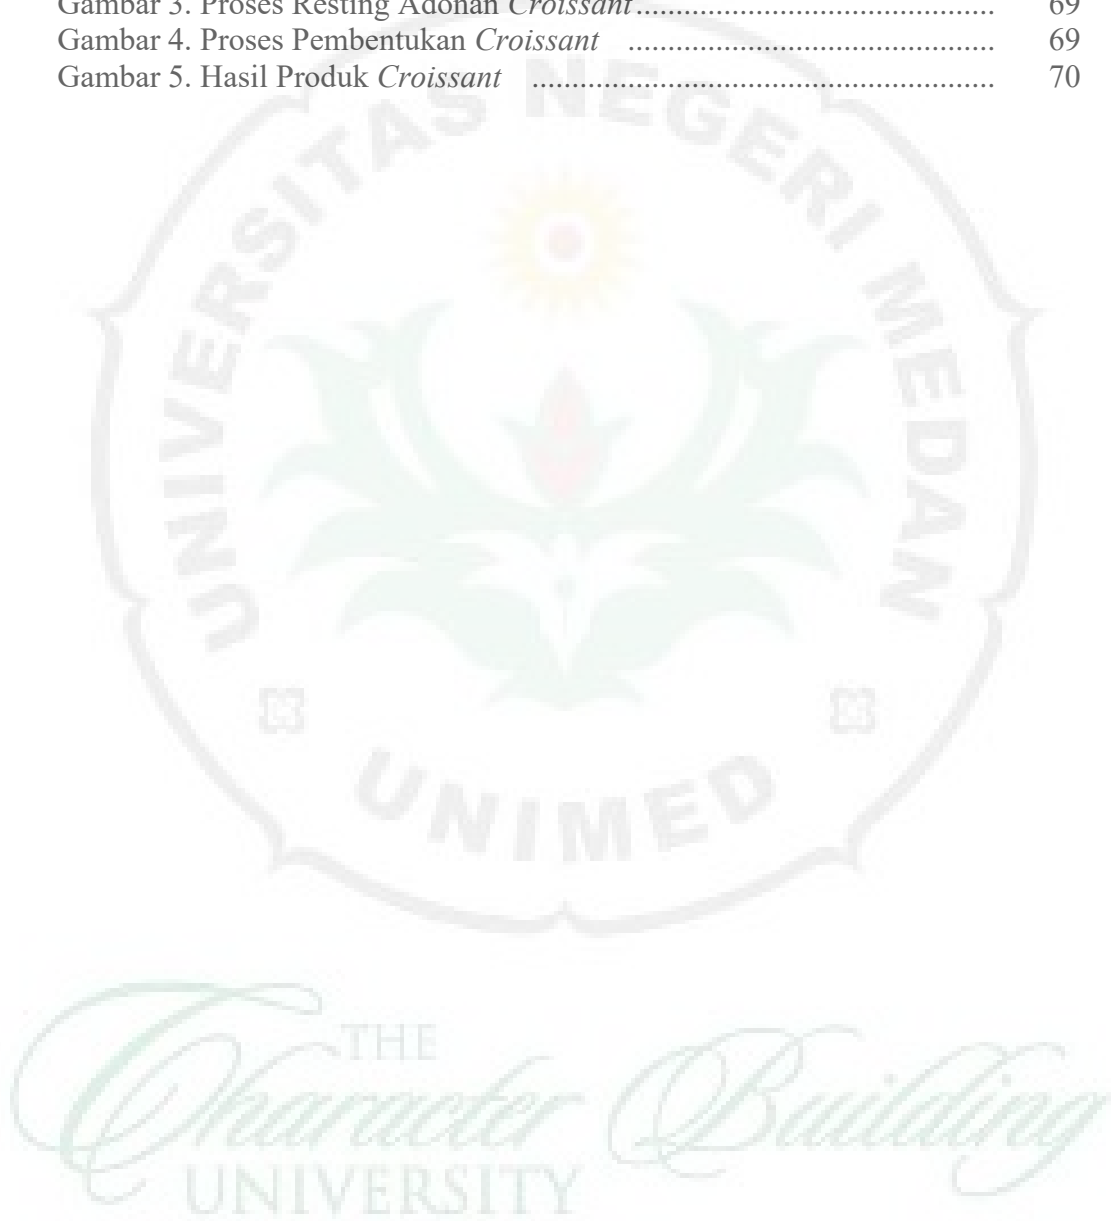 Gambar 3. Proses Resting Adonan Croissant ........................................ 69
Gambar 4. Proses Pembentukan Croissant ......................................... 69
Gambar 5. Hasil Produk Croissant .................................................... 70
UNIVERSITAS NEGERI MEDAN
UNIMED
THE
Character Building
UNIVERSITY